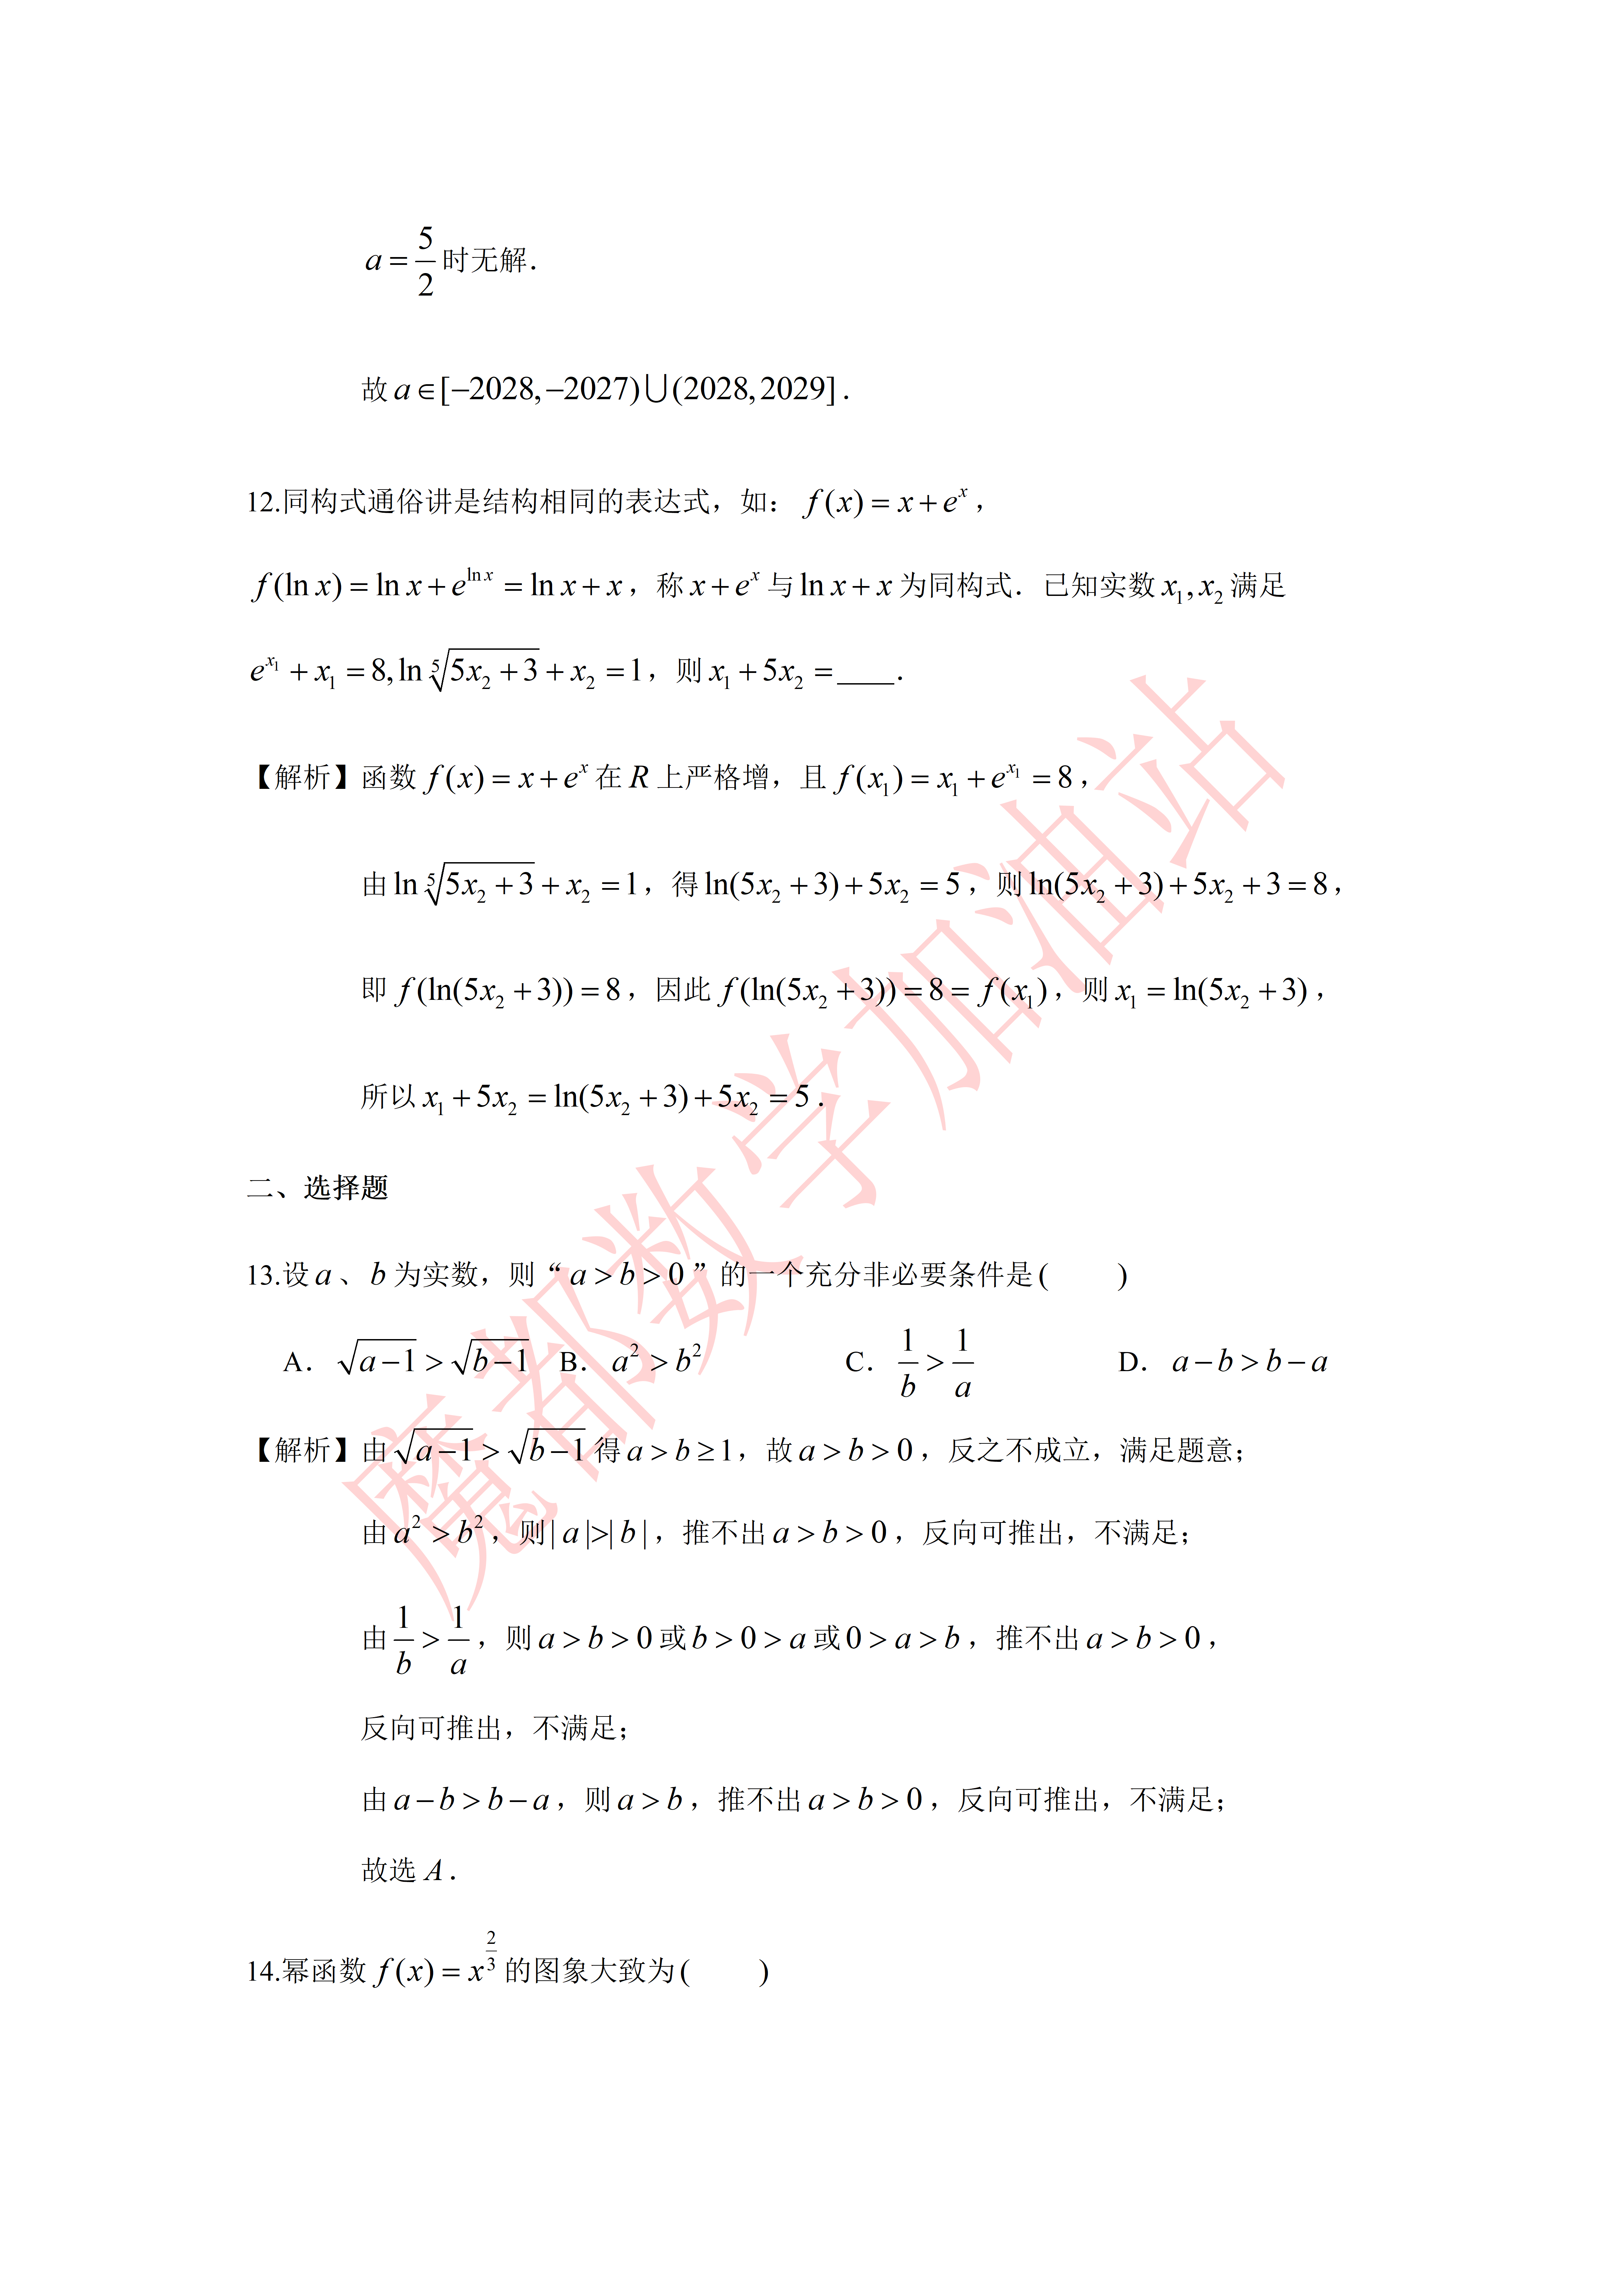 a = 5/2 时无解.
故 a ∈ [−2028, −2027) ∪ (2028, 2029] .
12.同构式通俗讲是结构相同的表达式，如：f(x) = x + e^x ，
f(ln x) = ln x + e^{ln x} = ln x + x ，称 x + e^x 与 ln x + x 为同构式．已知实数 x₁, x₂ 满足
e^{x₁} + x₁ = 8, ln ⁵√(5x₂ + 3) + x₂ = 1，则 x₁ + 5x₂ = ____.
【解析】函数 f(x) = x + e^x 在 R 上严格增，且 f(x₁) = x₁ + e^{x₁} = 8，
由 ln ⁵√(5x₂ + 3) + x₂ = 1，得 ln(5x₂ + 3) + 5x₂ = 5，则 ln(5x₂ + 3) + 5x₂ + 3 = 8，
即 f(ln(5x₂ + 3)) = 8，因此 f(ln(5x₂ + 3)) = 8 = f(x₁)，则 x₁ = ln(5x₂ + 3)，
所以 x₁ + 5x₂ = ln(5x₂ + 3) + 5x₂ = 5 .
二、选择题
13.设 a 、b 为实数，则“ a > b > 0 ”的一个充分非必要条件是 (    )
A． √(a−1) > √(b−1) B． a² > b² C． 1/b > 1/a D． a − b > b − a
【解析】由 √(a−1) > √(b−1) 得 a > b ≥ 1，故 a > b > 0，反之不成立，满足题意；
由 a² > b²，则 | a |>| b |，推不出 a > b > 0，反向可推出，不满足；
由 1/b > 1/a，则 a > b > 0 或 b > 0 > a 或 0 > a > b，推不出 a > b > 0，
反向可推出，不满足；
由 a − b > b − a，则 a > b，推不出 a > b > 0，反向可推出，不满足；
故选 A .
14.幂函数 f(x) = x^{2/3} 的图象大致为 (    )
魔都数学加油站